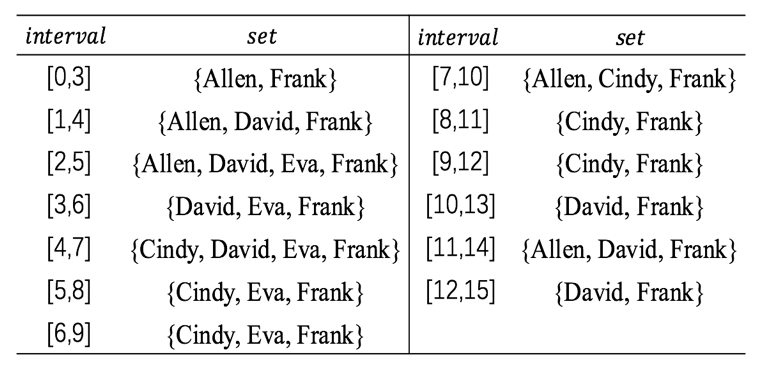 interval set interval set
[0,3] {Allen, Frank} [7,10] {Allen, Cindy, Frank}
[1,4] {Allen, David, Frank} [8,11] {Cindy, Frank}
[2,5] {Allen, David, Eva, Frank} [9,12] {Cindy, Frank}
[3,6] {David, Eva, Frank} [10,13] {David, Frank}
[4,7] {Cindy, David, Eva, Frank} [11,14] {Allen, David, Frank}
[5,8] {Cindy, Eva, Frank} [12,15] {David, Frank}
[6,9] {Cindy, Eva, Frank}